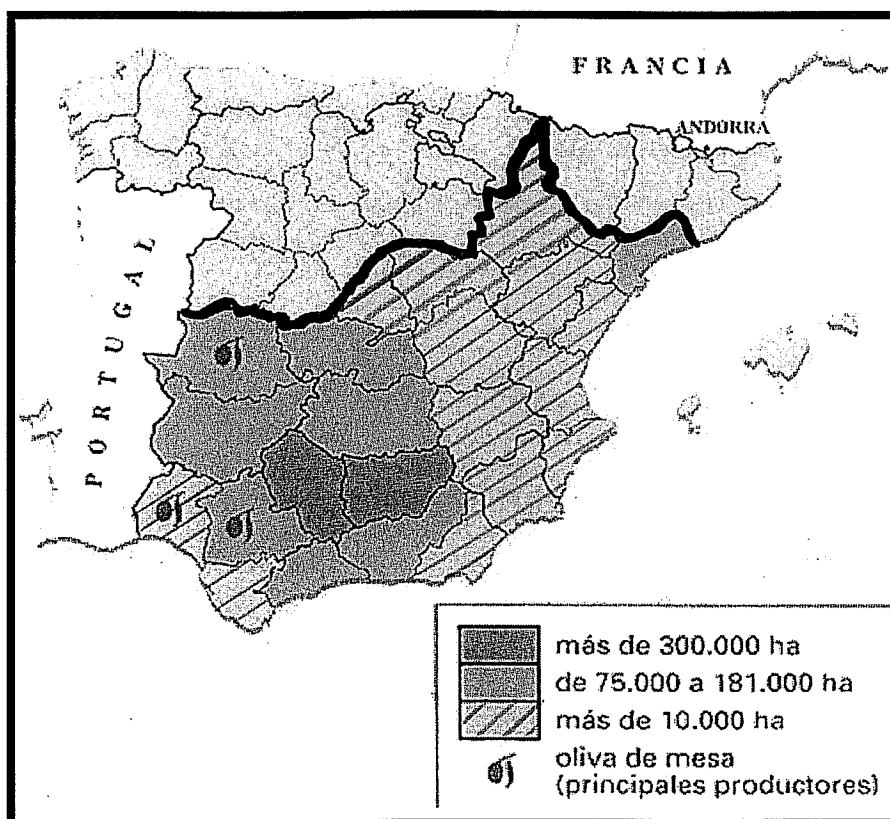 FRANCIA
ANDORRA
PORTUGAL
más de 300.000 ha
de 75.000 a 181.000 ha
más de 10.000 ha
oliva de mesa
(principales productores)